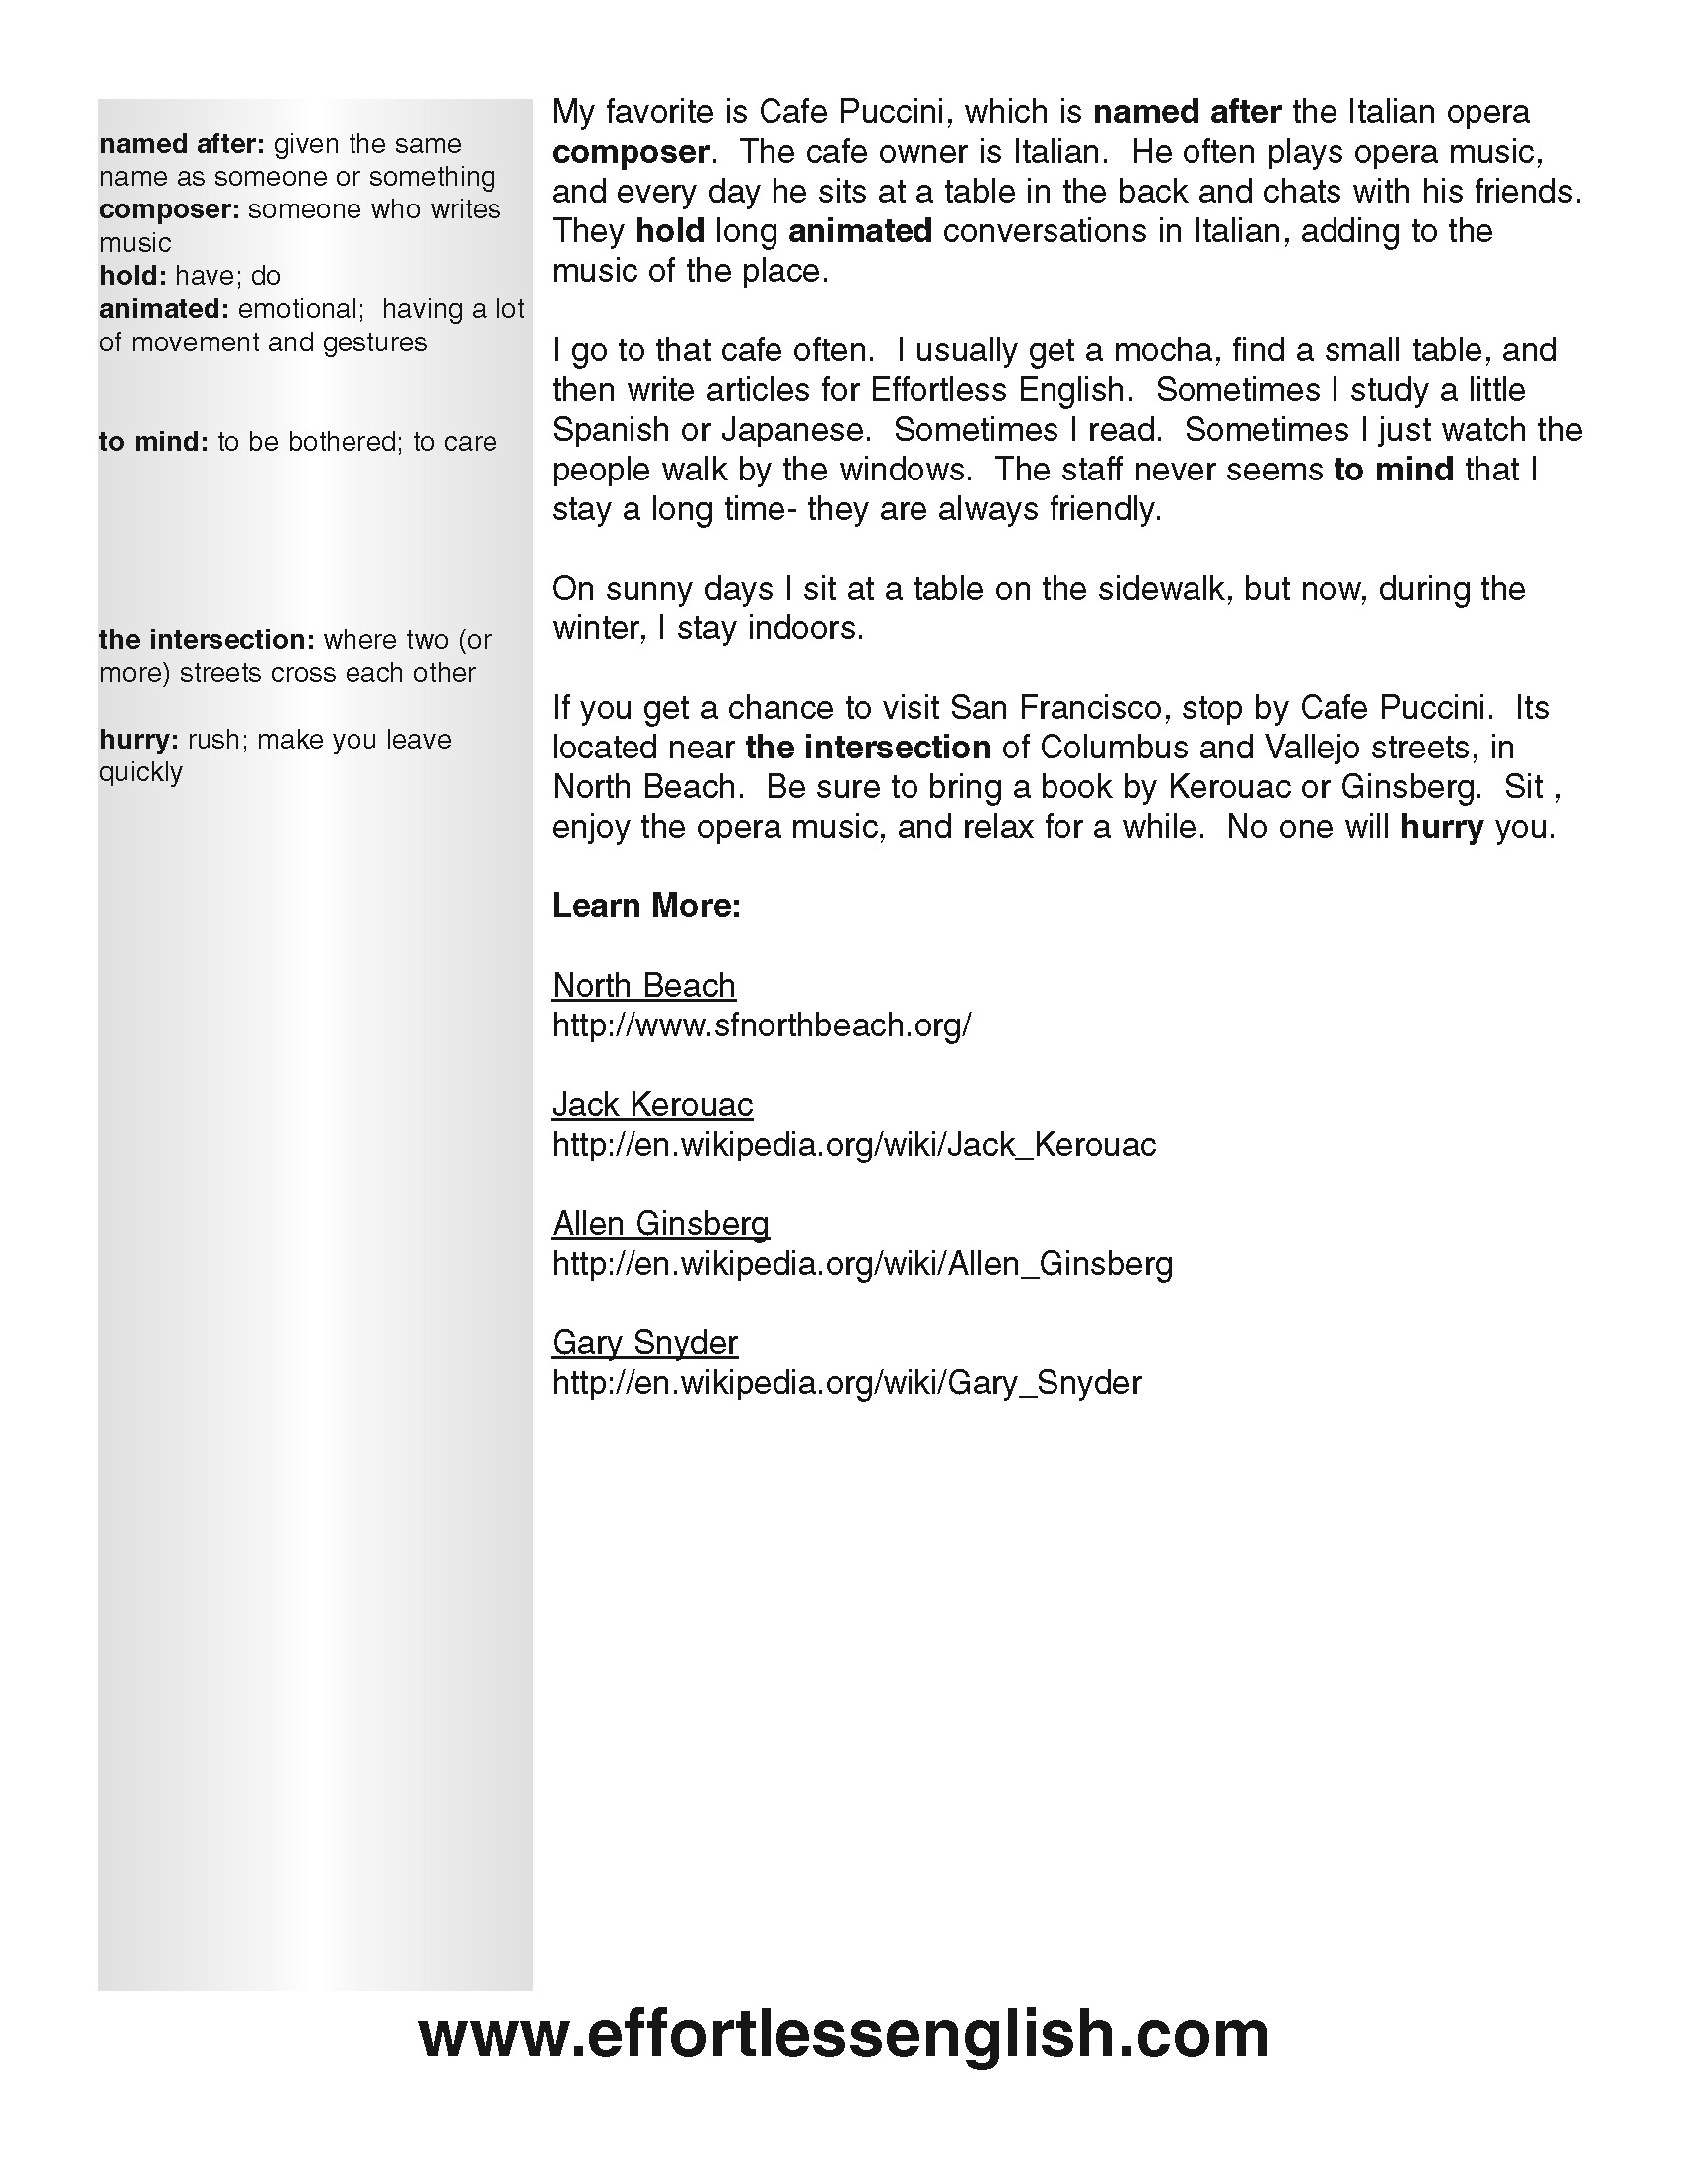 named after: given the same
name as someone or something
composer: someone who writes
music
hold: have; do
animated: emotional;  having a lot
of movement and gestures
to mind: to be bothered; to care
the intersection: where two (or
more) streets cross each other
hurry: rush; make you leave
quickly
My favorite is Cafe Puccini, which is named after the Italian opera
composer.  The cafe owner is Italian.  He often plays opera music,
and every day he sits at a table in the back and chats with his friends.
They hold long animated conversations in Italian, adding to the
music of the place.
I go to that cafe often.  I usually get a mocha, find a small table, and
then write articles for Effortless English.  Sometimes I study a little
Spanish or Japanese.  Sometimes I read.  Sometimes I just watch the
people walk by the windows.  The staff never seems to mind that I
stay a long time- they are always friendly.
On sunny days I sit at a table on the sidewalk, but now, during the
winter, I stay indoors.
If you get a chance to visit San Francisco, stop by Cafe Puccini.  Its
located near the intersection of Columbus and Vallejo streets, in
North Beach.  Be sure to bring a book by Kerouac or Ginsberg.  Sit ,
enjoy the opera music, and relax for a while.  No one will hurry you.
Learn More:
North Beach
http://www.sfnorthbeach.org/
Jack Kerouac
http://en.wikipedia.org/wiki/Jack_Kerouac
Allen Ginsberg
http://en.wikipedia.org/wiki/Allen_Ginsberg
Gary Snyder
http://en.wikipedia.org/wiki/Gary_Snyder
www.effortlessenglish.com